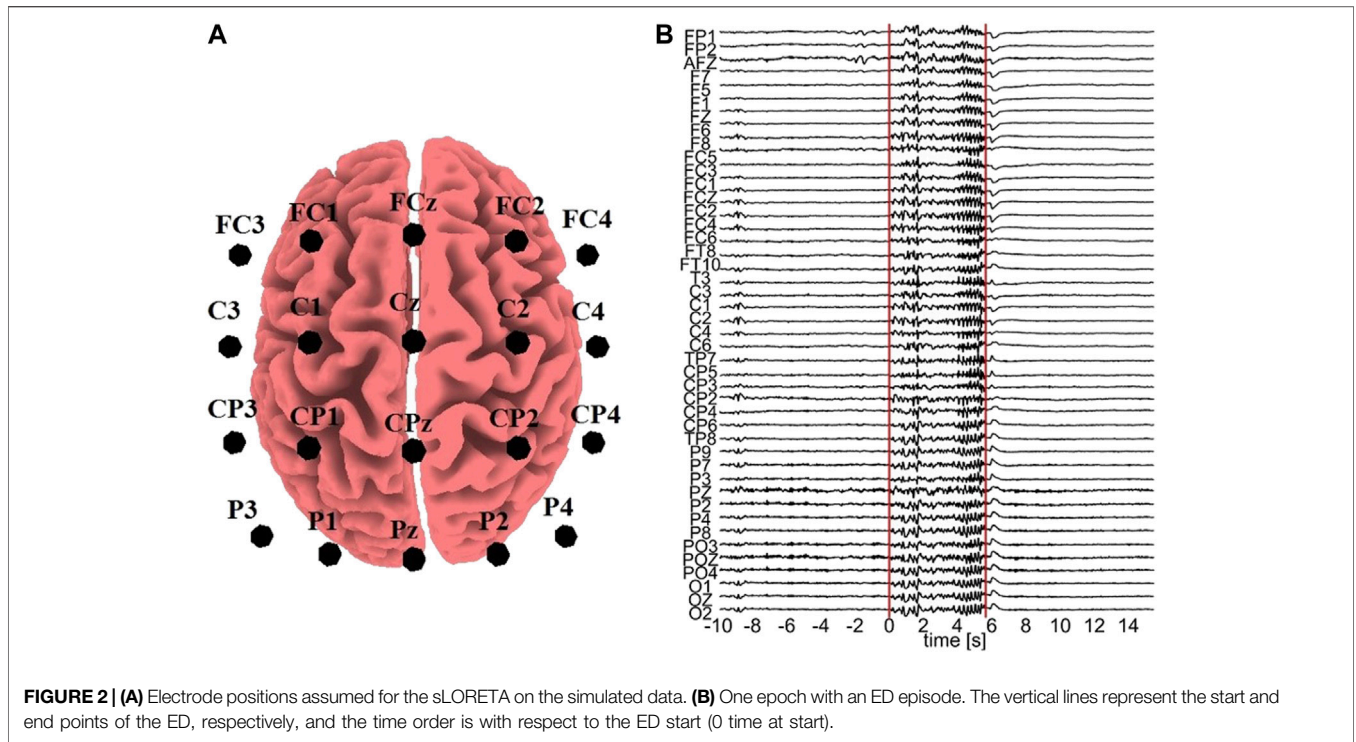 A
FC3 FC1 FCz FC2 FC4
C3 C1 Cz C2 C4
CP3 CP1 CPz CP2 CP4
P3 P1 Pz P2 P4
B
FP1
FP2
AFZ
F7
F5
F1
FZ
F6
F8
FC5
FC3
FC1
FCZ
FC2
FC4
FC6
FT8
FT10
T3
C3
C1
C2
C4
C6
TP7
CP5
CP3
CP2
CP4
CP6
TP8
P9
P7
P3
PZ
P2
P4
P8
PO3
POZ
PO4
O1
OZ
O2
-10 -8 -6 -4 -2 0 2 4 6 8 10 12 14
time [s]
FIGURE 2 | (A) Electrode positions assumed for the sLORETA on the simulated data. (B) One epoch with an ED episode. The vertical lines represent the start and
end points of the ED, respectively, and the time order is with respect to the ED start (0 time at start).